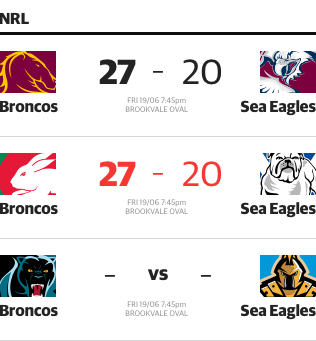 NRL
27 - 20
Broncos Sea Eagles
FRI 19/06 7:45pm
BROOKVALE OVAL
27 - 20
Broncos Sea Eagles
FRI 19/06 7:45pm
BROOKVALE OVAL
– vs –
Broncos Sea Eagles
FRI 19/06 7:45pm
BROOKVALE OVAL